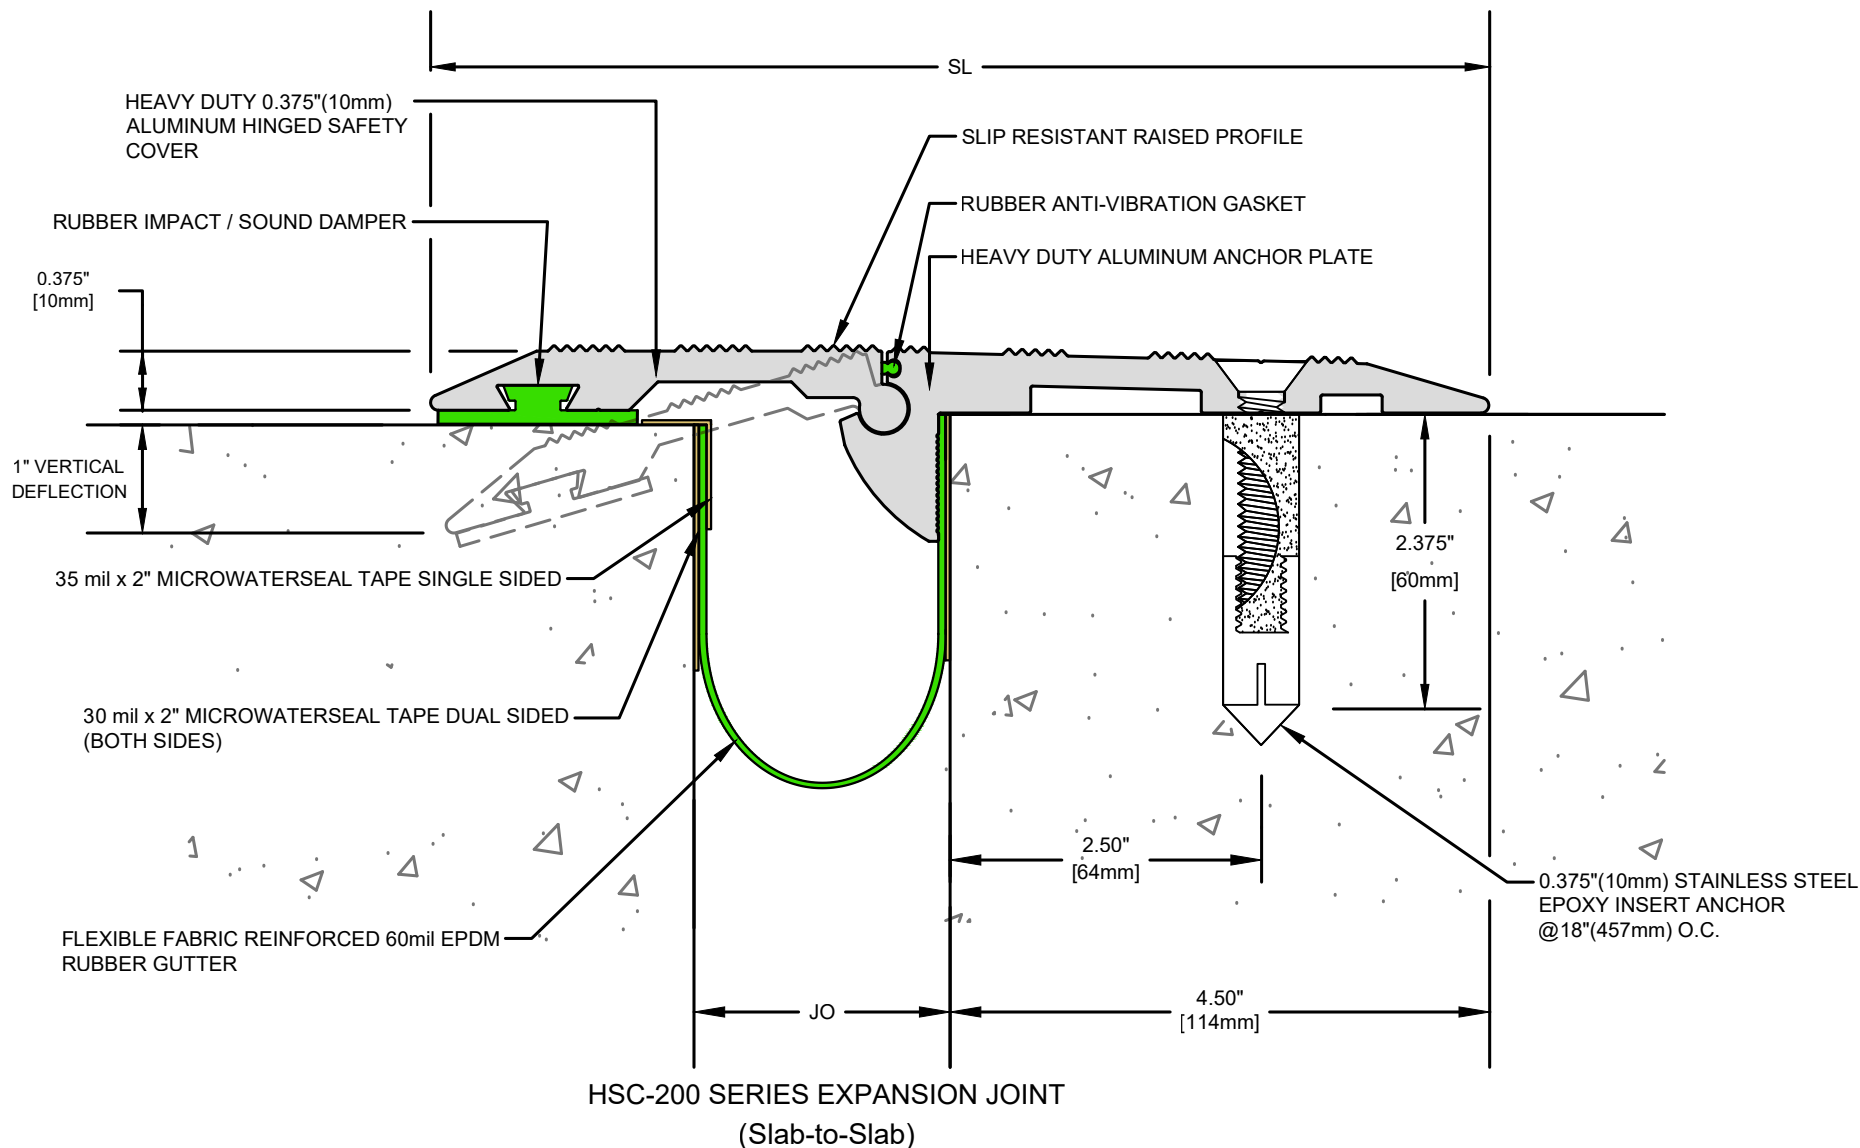 SL
HEAVY DUTY 0.375"(10mm)
ALUMINUM HINGED SAFETY
COVER
SLIP RESISTANT RAISED PROFILE
RUBBER IMPACT / SOUND DAMPER
RUBBER ANTI-VIBRATION GASKET
HEAVY DUTY ALUMINUM ANCHOR PLATE
0.375"
[10mm]
1" VERTICAL
DEFLECTION
2.375"
[60mm]
35 mil x 2" MICROWATERSEAL TAPE SINGLE SIDED
30 mil x 2" MICROWATERSEAL TAPE DUAL SIDED
(BOTH SIDES)
2.50"
[64mm]
0.375"(10mm) STAINLESS STEEL
EPOXY INSERT ANCHOR
@18"(457mm) O.C.
FLEXIBLE FABRIC REINFORCED 60mil EPDM
RUBBER GUTTER
JO
4.50"
[114mm]
HSC-200 SERIES EXPANSION JOINT
(Slab-to-Slab)